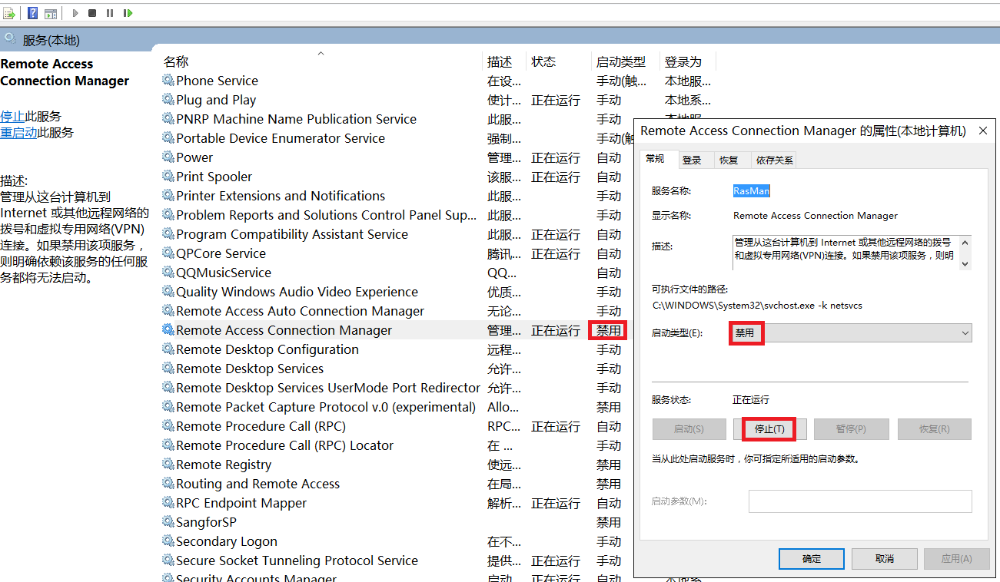 服务(本地)
Remote Access
Connection Manager
停止此服务
重启动此服务
描述:
管理从这台计算机到
Internet 或其他远程网络的
拨号和虚拟专用网络(VPN)
连接。如果禁用该项服务，
则明确依赖该服务的任何服
务都将无法启动。
名称 描述 状态 启动类型 登录为
Phone Service 在设... 手动(触... 本地服...
Plug and Play 使计... 正在运行 手动 本地系...
PNRP Machine Name Publication Service 此服... 手动 本地服...
Portable Device Enumerator Service 强制... 手动(触
Power 管理... 正在运行 自动
Print Spooler 该服... 正在运行 自动
Printer Extensions and Notifications 此服... 手动
Problem Reports and Solutions Control Panel Sup... 此服... 手动
Program Compatibility Assistant Service 此服... 正在运行 自动
QPCore Service 腾讯... 正在运行 自动
QQMusicService QQ... 自动
Quality Windows Audio Video Experience 优质... 手动
Remote Access Auto Connection Manager 无论... 手动
Remote Access Connection Manager 管理... 正在运行 禁用
Remote Desktop Configuration 远程... 手动
Remote Desktop Services 允许... 手动
Remote Desktop Services UserMode Port Redirector 允许... 手动
Remote Packet Capture Protocol v.0 (experimental) Allo... 禁用
Remote Procedure Call (RPC) RPC... 正在运行 自动
Remote Procedure Call (RPC) Locator 在 ... 手动
Remote Registry 使远... 禁用
Routing and Remote Access 在局... 禁用
RPC Endpoint Mapper 解析... 正在运行 自动
SangforSP 禁用
Secondary Logon 在不... 手动
Secure Socket Tunneling Protocol Service 提供... 正在运行 手动
Security Accounts Manager 启动... 正在运行 自动 本地系...
Remote Access Connection Manager 的属性(本地计算机)
常规 登录 恢复 依存关系
服务名称: RasMan
显示名称: Remote Access Connection Manager
描述: 管理从这台计算机到 Internet 或其他远程网络的拨号
和虚拟专用网络(VPN)连接。如果禁用该项服务，则明
可执行文件的路径:
C:\WINDOWS\System32\svchost.exe -k netsvcs
启动类型(E): 禁用
服务状态: 正在运行
启动(S) 停止(T) 暂停(P) 恢复(R)
当从此处启动服务时，你可指定所适用的启动参数。
启动参数(M):
确定 取消 应用(A)